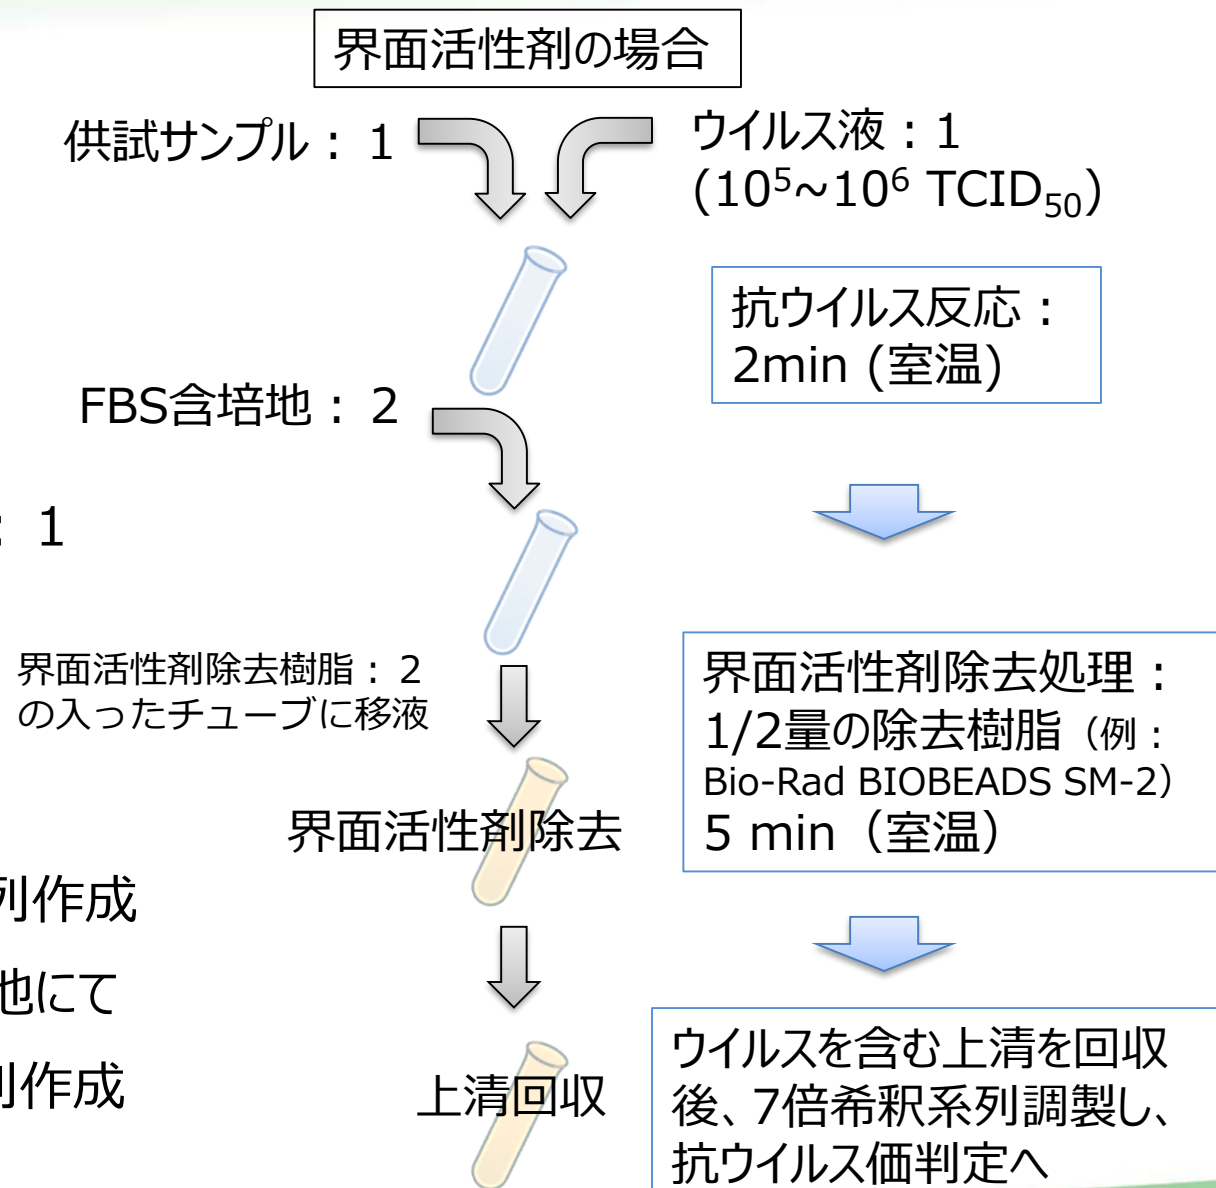 界面活性剤の場合
供試サンプル：1
ウイルス液：1
(10⁵~10⁶ TCID₅₀)
抗ウイルス反応：
2min (室温)
FBS含培地：2
：1
界面活性剤除去樹脂：2
の入ったチューブに移液
界面活性剤除去処理：
1/2量の除去樹脂（例：
Bio-Rad BIOBEADS SM-2）
5 min（室温）
界面活性剤除去
列作成
地にて
列作成
上清回収
ウイルスを含む上清を回収
後、7倍希釈系列調製し、
抗ウイルス価判定へ